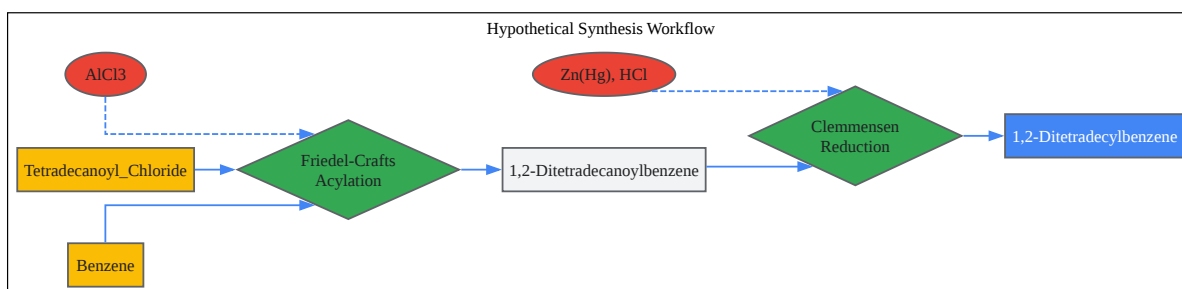 Hypothetical Synthesis Workflow
AlCl3
Zn(Hg), HCl
Clemmensen
Reduction
1,2-Ditetradecylbenzene
Friedel-Crafts
Acylation
Tetradecanoyl_Chloride
1,2-Ditetradecanoylbenzene
Benzene